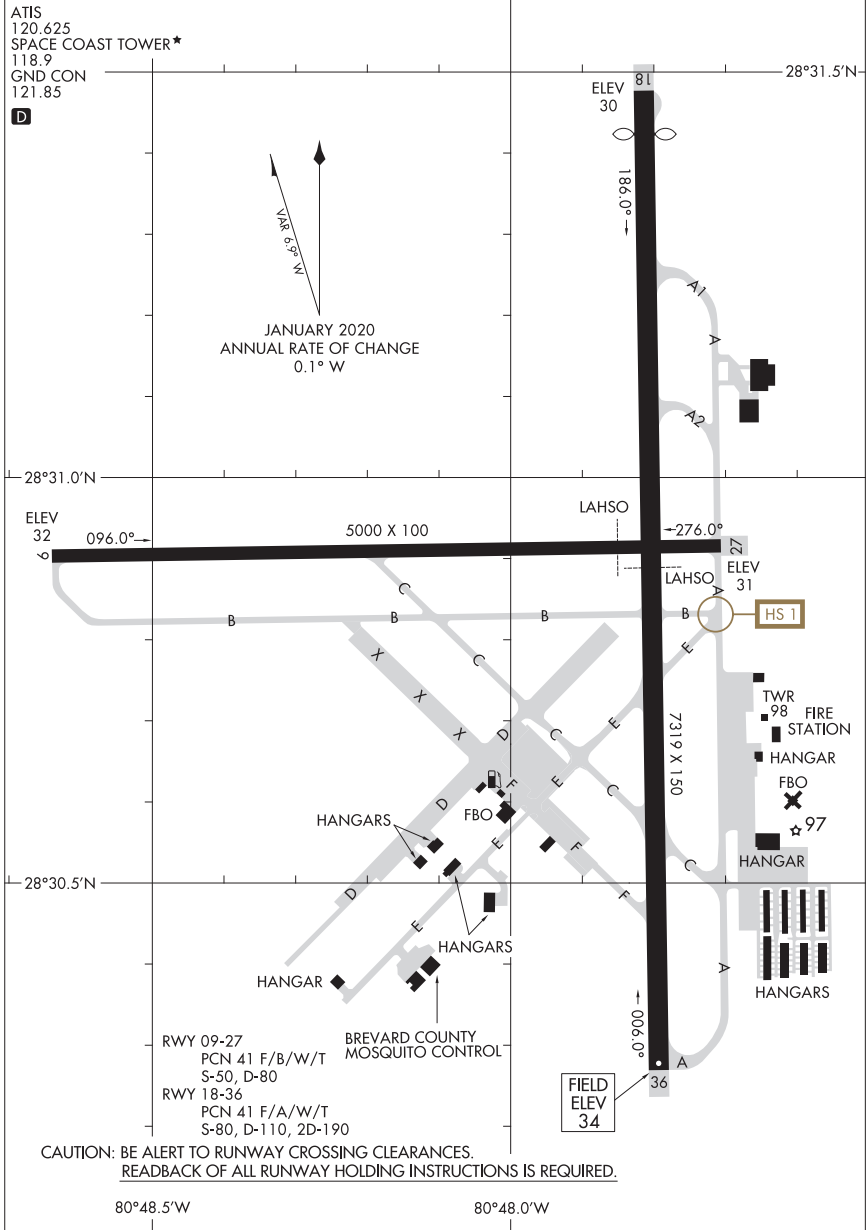 ATIS
120.625
SPACE COAST TOWER★
118.9
GND CON
121.85
D
28°31.5'N
18
ELEV
30
186.0°
VAR 6.9° W
JANUARY 2020
ANNUAL RATE OF CHANGE
0.1° W
A1
A
A2
28°31.0'N
ELEV
32
9
096.0°
5000 X 100
LAHSO
276.0°
27
ELEV
31
LAHSO
A
HS 1
C
B
B
B
B
E
X
X
X
C
D
C
E
7319 X 150
TWR
98
FIRE
STATION
HANGAR
FBO
97
HANGAR
F
E
C
D
FBO
HANGARS
E
F
C
28°30.5'N
D
F
E
HANGARS
A
HANGARS
HANGAR
BREVARD COUNTY
MOSQUITO CONTROL
006.0°
A
36
FIELD
ELEV
34
RWY 09-27
PCN 41 F/B/W/T
S-50, D-80
RWY 18-36
PCN 41 F/A/W/T
S-80, D-110, 2D-190
CAUTION: BE ALERT TO RUNWAY CROSSING CLEARANCES.
READBACK OF ALL RUNWAY HOLDING INSTRUCTIONS IS REQUIRED.
80°48.5'W
80°48.0'W